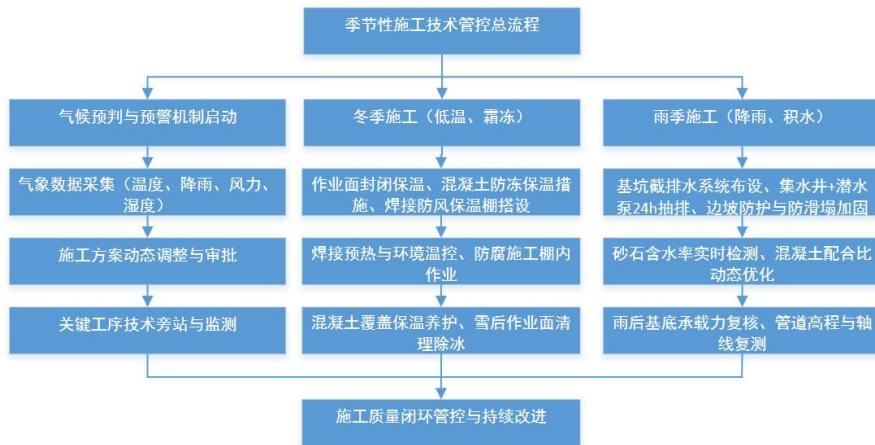 季节性施工技术管控总流程
气候预判与预警机制启动
冬季施工（低温、霜冻）
雨季施工（降雨、积水）
气象数据采集（温度、降雨、风力、
湿度）
作业面封闭保温、混凝土防冻保温措
施、焊接防风保温棚搭设
基坑截排水系统布设、集水井+潜水
泵24h抽排、边坡防护与防滑塌加固
施工方案动态调整与审批
焊接预热与环境温控、防腐施工棚内
作业
砂石含水率实时检测、混凝土配合比
动态优化
关键工序技术旁站与监测
混凝土覆盖保温养护、雪后作业面清
理除冰
雨后基底承载力复核、管道高程与轴
线复测
施工质量闭环管控与持续改进